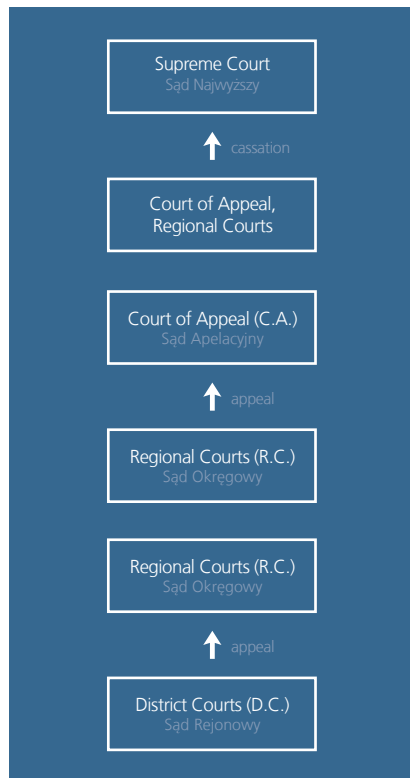 Supreme Court
Sąd Najwyższy
cassation
Court of Appeal,
Regional Courts
Court of Appeal (C.A.)
Sąd Apelacyjny
appeal
Regional Courts (R.C.)
Sąd Okręgowy
Regional Courts (R.C.)
Sąd Okręgowy
appeal
District Courts (D.C.)
Sąd Rejonowy